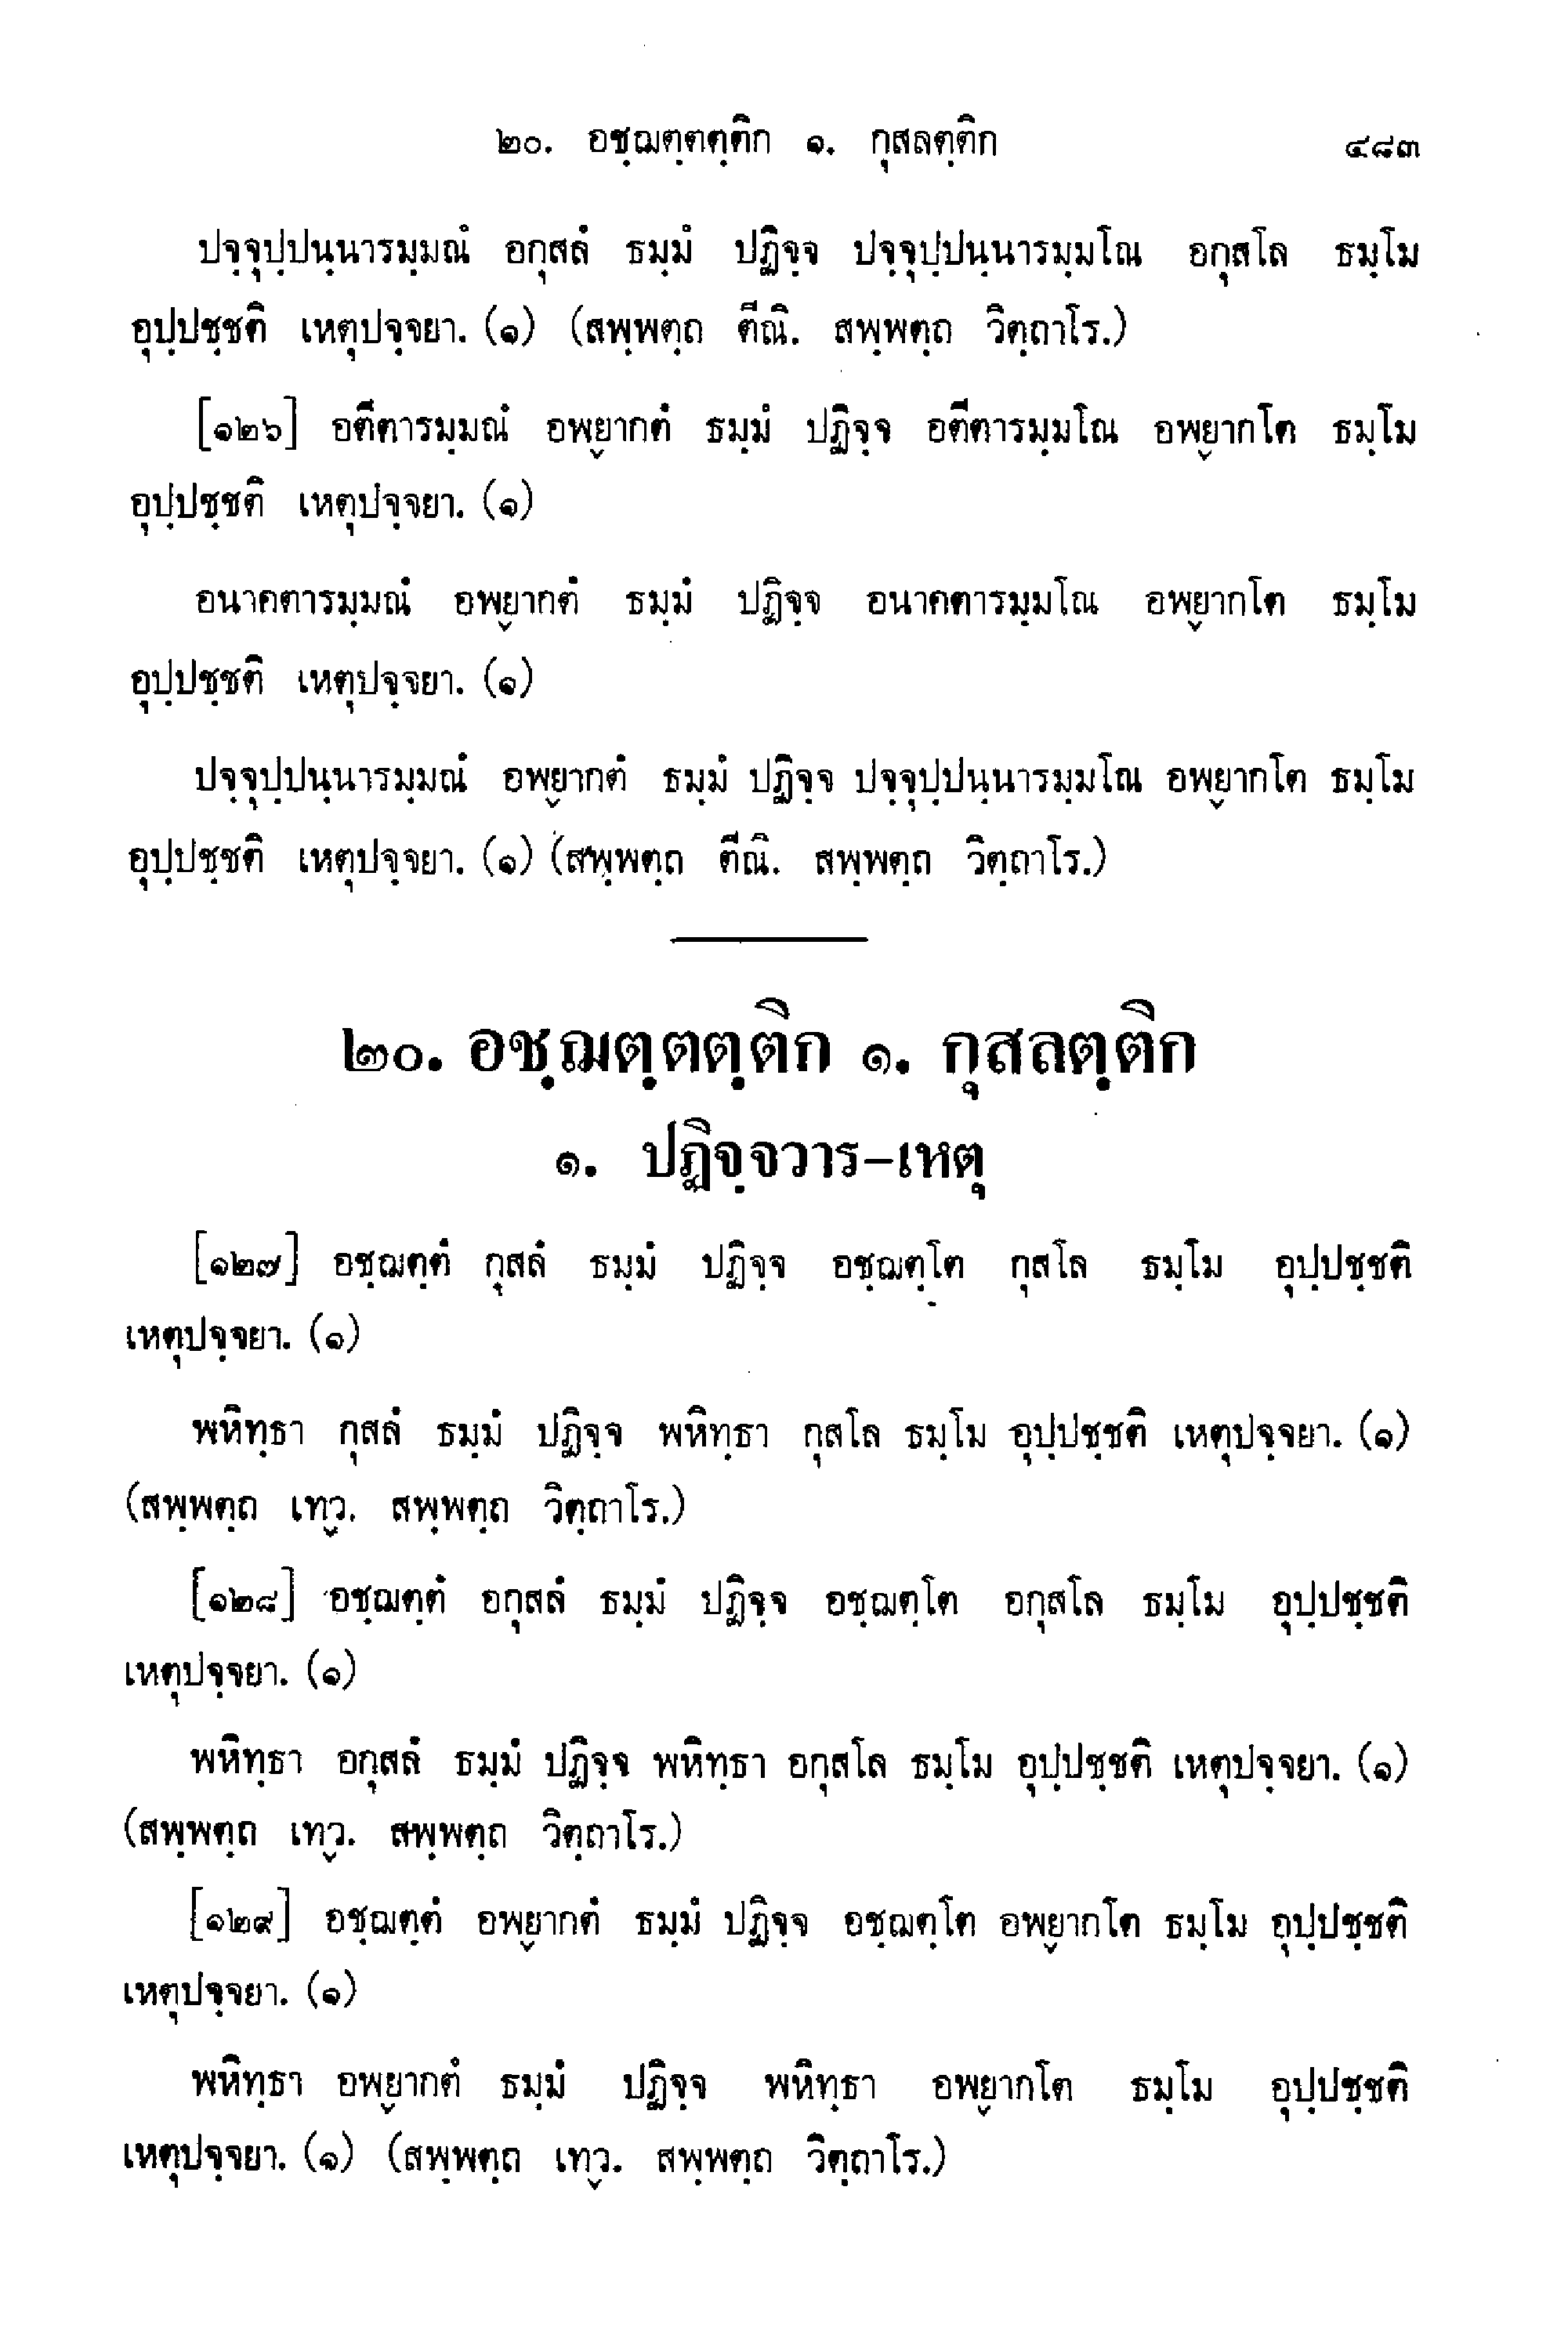 ๒๐. อชฺฌตฺตตฺติก ๑. กุสลตฺติก ๔๘๓
ปจฺจุปฺปนฺนารมฺมณํ อกุสลํ ธมฺมํ ปฏิจฺจ ปจฺจุปฺปนฺนารมฺมโณ อกุสโล ธมฺโม
อุปฺปชฺชติ เหตุปจฺจยา. (๑) (สพฺพตฺถ ตีณิ. สพฺพตฺถ วิตฺถาโร.)
[๑๒๖] อตีตารมฺมณํ อพฺยากตํ ธมฺมํ ปฏิจฺจ อตีตารมฺมโณ อพฺยากโต ธมฺโม
อุปฺปชฺชติ เหตุปจฺจยา. (๑)
อนาคตารมฺมณํ อพฺยากตํ ธมฺมํ ปฏิจฺจ อนาคตารมฺมโณ อพฺยากโต ธมฺโม
อุปฺปชฺชติ เหตุปจฺจยา. (๑)
ปจฺจุปฺปนฺนารมฺมณํ อพฺยากตํ ธมฺมํ ปฏิจฺจ ปจฺจุปฺปนฺนารมฺมโณ อพฺยากโต ธมฺโม
อุปฺปชฺชติ เหตุปจฺจยา. (๑) (สพฺพตฺถ ตีณิ. สพฺพตฺถ วิตฺถาโร.)
๒๐. อชฺฌตฺตตฺติก ๑. กุสลตฺติก
๑. ปฏิจฺจวาร-เหตุ
[๑๒๗] อชฺฌตฺตํ กุสลํ ธมฺมํ ปฏิจฺจ อชฺฌตฺโต กุสโล ธมฺโม อุปฺปชฺชติ
เหตุปจฺจยา. (๑)
พหิทฺธา กุสลํ ธมฺมํ ปฏิจฺจ พหิทฺธา กุสโล ธมฺโม อุปฺปชฺชติ เหตุปจฺจยา. (๑)
(สพฺพตฺถ เทฺว. สพฺพตฺถ วิตฺถาโร.)
[๑๒๘] อชฺฌตฺตํ อกุสลํ ธมฺมํ ปฏิจฺจ อชฺฌตฺโต อกุสโล ธมฺโม อุปฺปชฺชติ
เหตุปจฺจยา. (๑)
พหิทฺธา อกุสลํ ธมฺมํ ปฏิจฺจ พหิทฺธา อกุสโล ธมฺโม อุปฺปชฺชติ เหตุปจฺจยา. (๑)
(สพฺพตฺถ เทฺว. สพฺพตฺถ วิตฺถาโร.)
[๑๒๙] อชฺฌตฺตํ อพฺยากตํ ธมฺมํ ปฏิจฺจ อชฺฌตฺโต อพฺยากโต ธมฺโม อุปฺปชฺชติ
เหตุปจฺจยา. (๑)
พหิทฺธา อพฺยากตํ ธมฺมํ ปฏิจฺจ พหิทฺธา อพฺยากโต ธมฺโม อุปฺปชฺชติ
เหตุปจฺจยา. (๑) (สพฺพตฺถ เทฺว. สพฺพตฺถ วิตฺถาโร.)